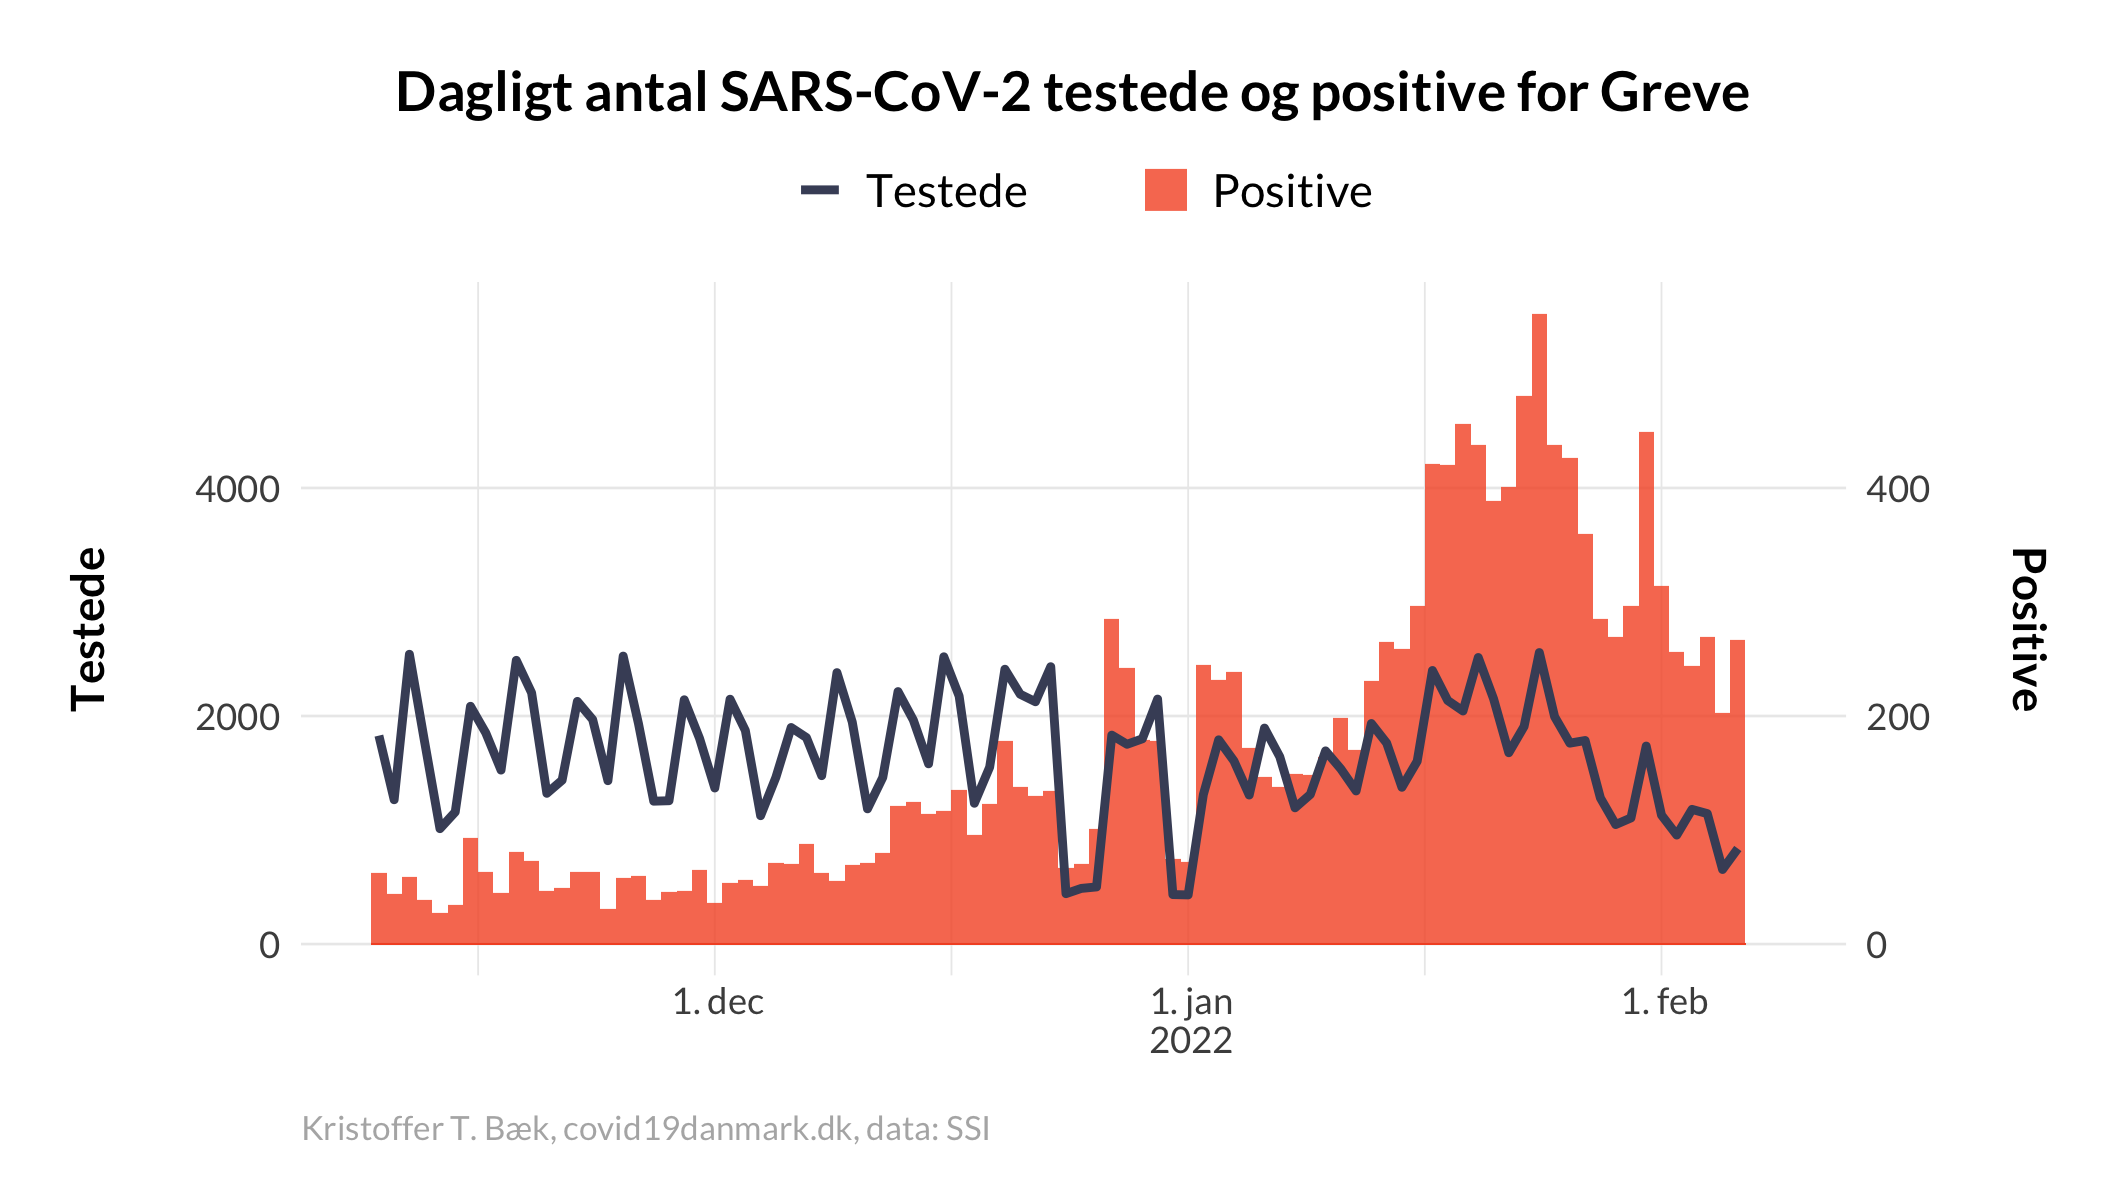 Dagligt antal SARS-CoV-2 testede og positive for Greve
Testede
Positive
4000
2000
0
Testede
400
200
0
Positive
1. dec
1. jan
2022
1. feb
Kristoffer T. Bæk, covid19danmark.dk, data: SSI